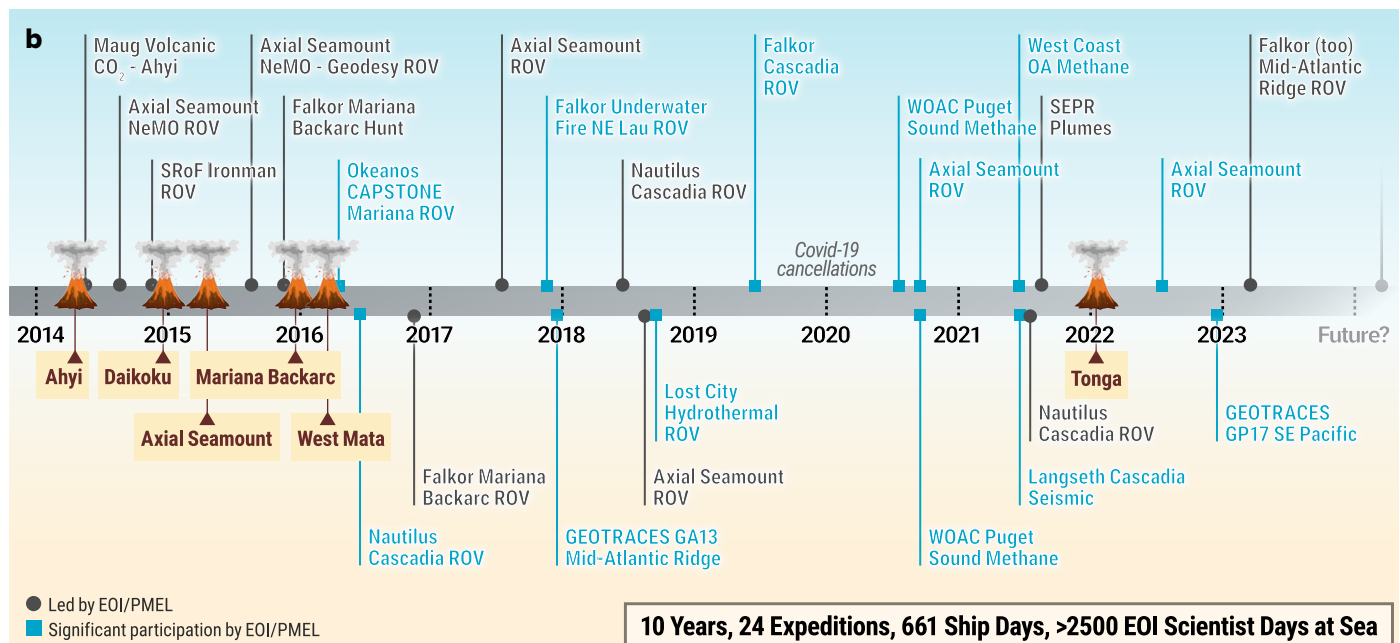 b
Maug Volcanic
CO2 - Ahyi
Axial Seamount
NeMO - Geodesy ROV
Axial Seamount
ROV
Falkor
Cascadia
ROV
West Coast
OA Methane
Falkor (too)
Mid-Atlantic
Ridge ROV
Axial Seamount
NeMO ROV
Falkor Mariana
Backarc Hunt
Falkor Underwater
Fire NE Lau ROV
WOAC Puget
Sound Methane
SEPR
Plumes
SRoF Ironman
ROV
Okeanos
CAPSTONE
Mariana ROV
Nautilus
Cascadia ROV
Axial Seamount
ROV
Axial Seamount
ROV
Covid-19
cancellations
2014 2015 2016 2017 2018 2019 2020 2021 2022 2023 Future?
Ahyi
Daikoku
Mariana Backarc
Tonga
Axial Seamount
West Mata
Lost City
Hydrothermal
ROV
Nautilus
Cascadia ROV
GEOTRACES
GP17 SE Pacific
Falkor Mariana
Backarc ROV
Axial Seamount
ROV
Langseth Cascadia
Seismic
Nautilus
Cascadia ROV
GEOTRACES GA13
Mid-Atlantic Ridge
WOAC Puget
Sound Methane
Led by EOI/PMEL
Significant participation by EOI/PMEL
10 Years, 24 Expeditions, 661 Ship Days, >2500 EOI Scientist Days at Sea